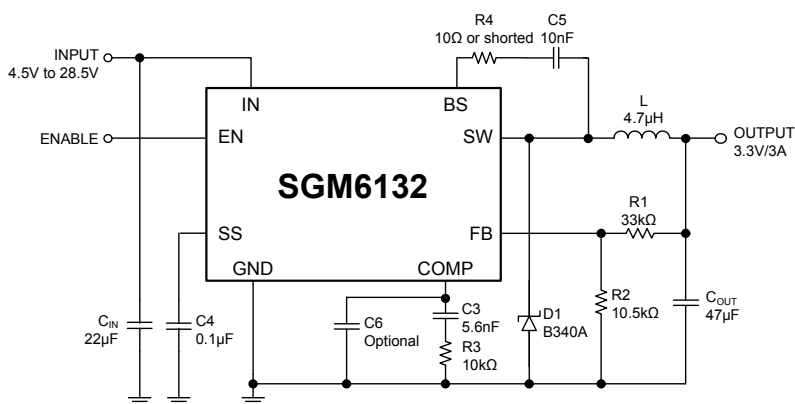 R4
10Ω or shorted
C5
10nF
INPUT
4.5V to 28.5V
IN
BS
L
4.7μH
ENABLE
EN
SW
OUTPUT
3.3V/3A
SGM6132
R1
33kΩ
SS
FB
GND
COMP
CIN
22μF
C4
0.1μF
C6
Optional
C3
5.6nF
R3
10kΩ
D1
B340A
R2
10.5kΩ
COUT
47μF